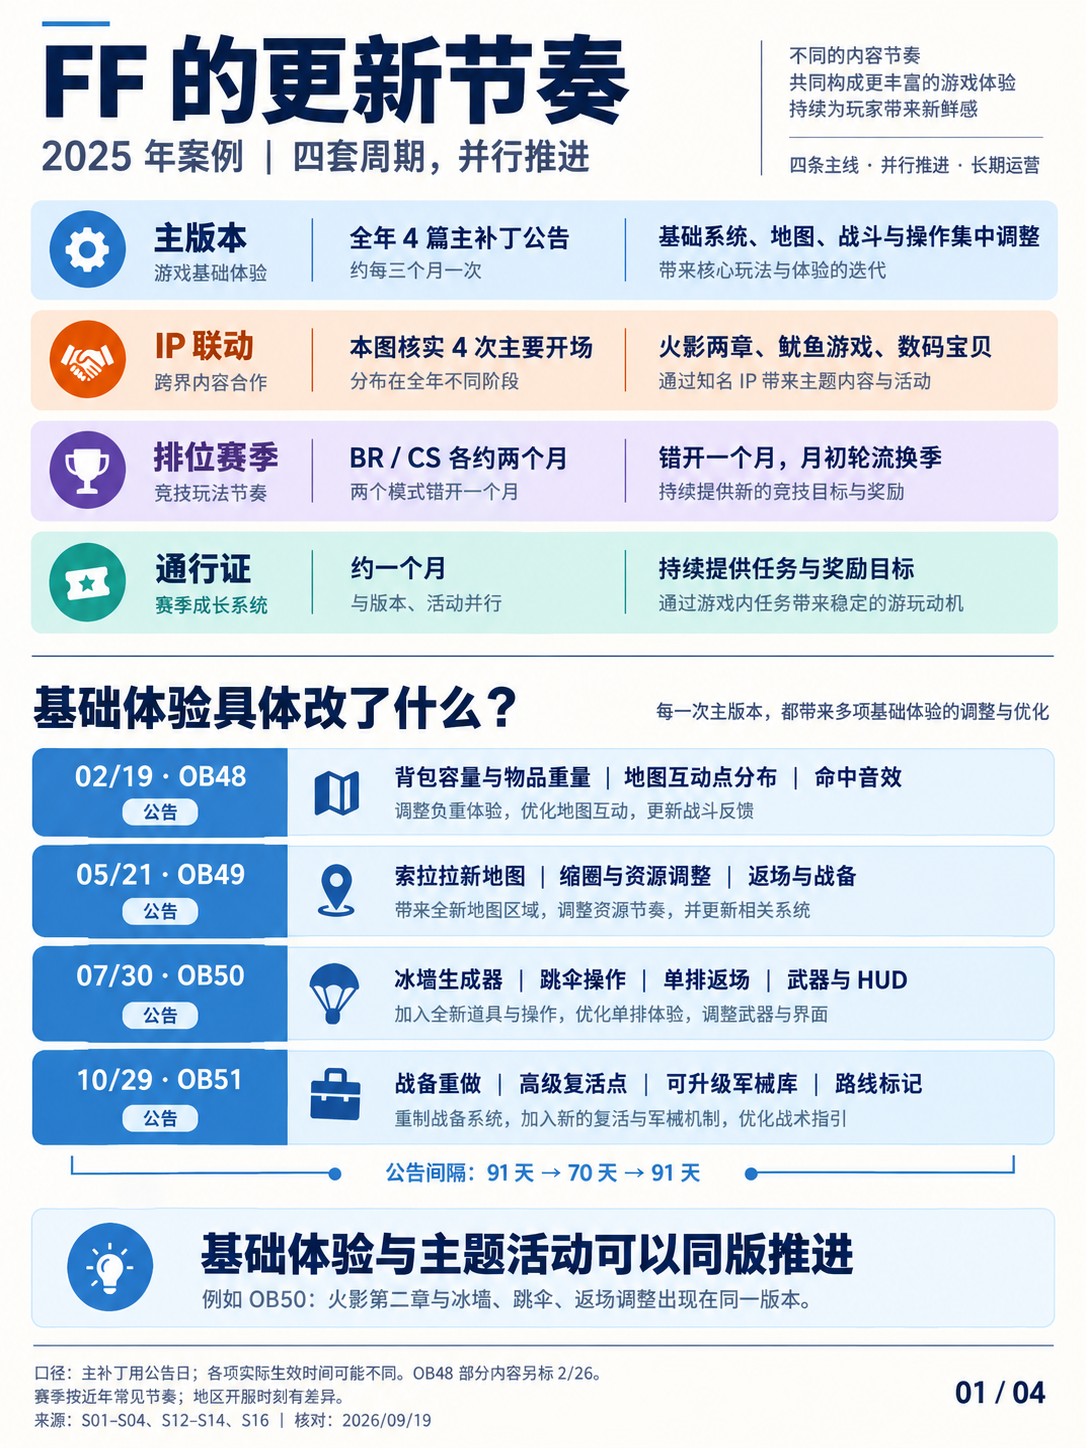 FF 的更新节奏
2025 年案例 | 四套周期，并行推进
不同的内容节奏
共同构成更丰富的游戏体验
持续为玩家带来新鲜感
四条主线 · 并行推进 · 长期运营
主版本
游戏基础体验
全年 4 篇主补丁公告
约每三个月一次
基础系统、地图、战斗与操作集中调整
带来核心玩法与体验的迭代
IP 联动
跨界内容合作
本图核实 4 次主要开场
分布在全年不同阶段
火影两章、鱿鱼游戏、数码宝贝
通过知名 IP 带来主题内容与活动
排位赛季
竞技玩法节奏
BR / CS 各约两个月
两个模式错开一个月
错开一个月，月初轮流换季
持续提供新的竞技目标与奖励
通行证
赛季成长系统
约一个月
与版本、活动并行
持续提供任务与奖励目标
通过游戏内任务带来稳定的游玩动机
基础体验具体改了什么？
每一次主版本，都带来多项基础体验的调整与优化
02/19 · OB48
公告
背包容量与物品重量 | 地图互动点分布 | 命中音效
调整负重体验，优化地图互动，更新战斗反馈
05/21 · OB49
公告
索拉拉新地图 | 缩圈与资源调整 | 返场与战备
带来全新地图区域，调整资源节奏，并更新相关系统
07/30 · OB50
公告
冰墙生成器 | 跳伞操作 | 单排返场 | 武器与 HUD
加入全新道具与操作，优化单排体验，调整武器与界面
10/29 · OB51
公告
战备重做 | 高级复活点 | 可升级军械库 | 路线标记
重制战备系统，加入新的复活与军械机制，优化战术指引
公告间隔：91 天 → 70 天 → 91 天
基础体验与主题活动可以同版推进
例如 OB50：火影第二章与冰墙、跳伞、返场调整出现在同一版本。
口径：主补丁用公告日；各项实际生效时间可能不同。OB48 部分内容另标 2/26。
赛季按近年常见节奏；地区开服时刻有差异。
来源：S01–S04、S12–S14、S16 | 核对：2026/09/19
01 / 04